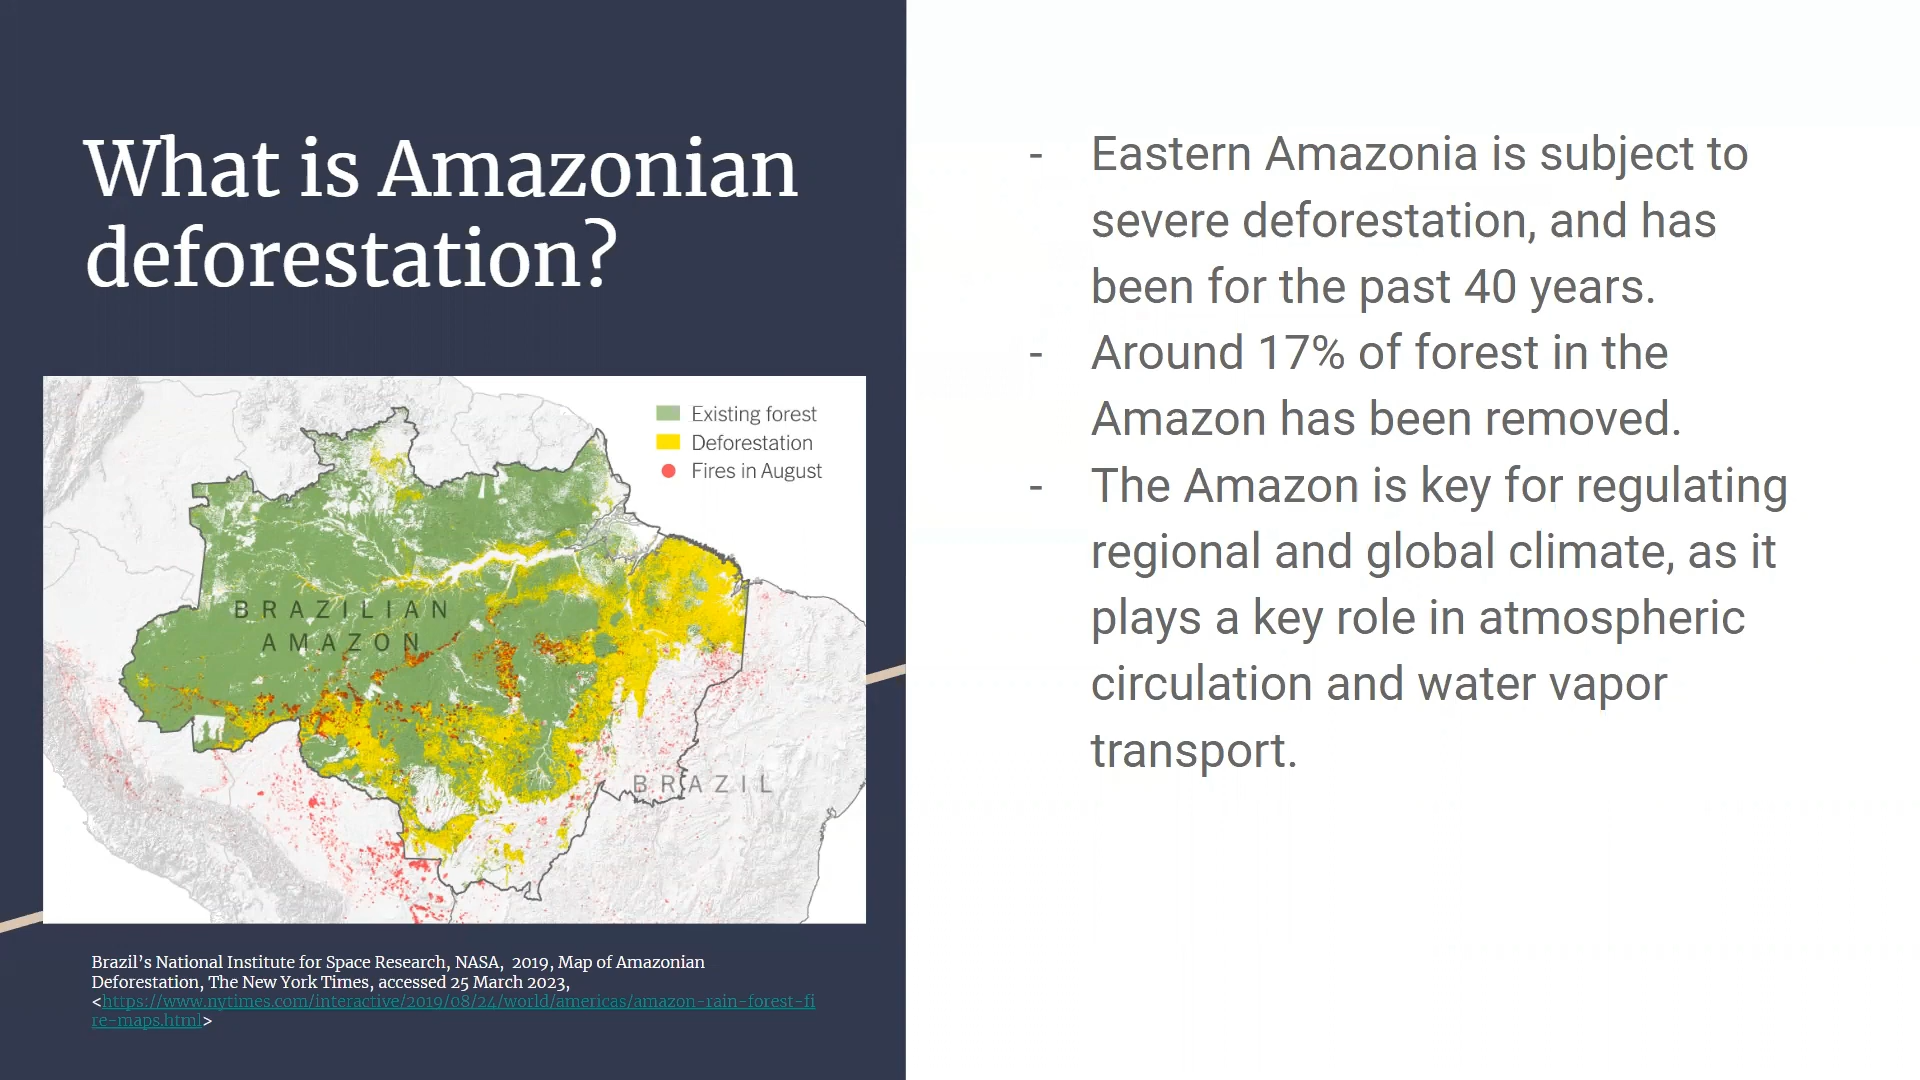 What is Amazonian
deforestation?
Existing forest
Deforestation
Fires in August
BRAZILIAN
AMAZON
BRAZIL
Brazil’s National Institute for Space Research, NASA,  2019, Map of Amazonian
Deforestation, The New York Times, accessed 25 March 2023,
<https://www.nytimes.com/interactive/2019/08/24/world/americas/amazon-rain-forest-fi
re-maps.html>
- Eastern Amazonia is subject to
severe deforestation, and has
been for the past 40 years.
- Around 17% of forest in the
Amazon has been removed.
- The Amazon is key for regulating
regional and global climate, as it
plays a key role in atmospheric
circulation and water vapor
transport.